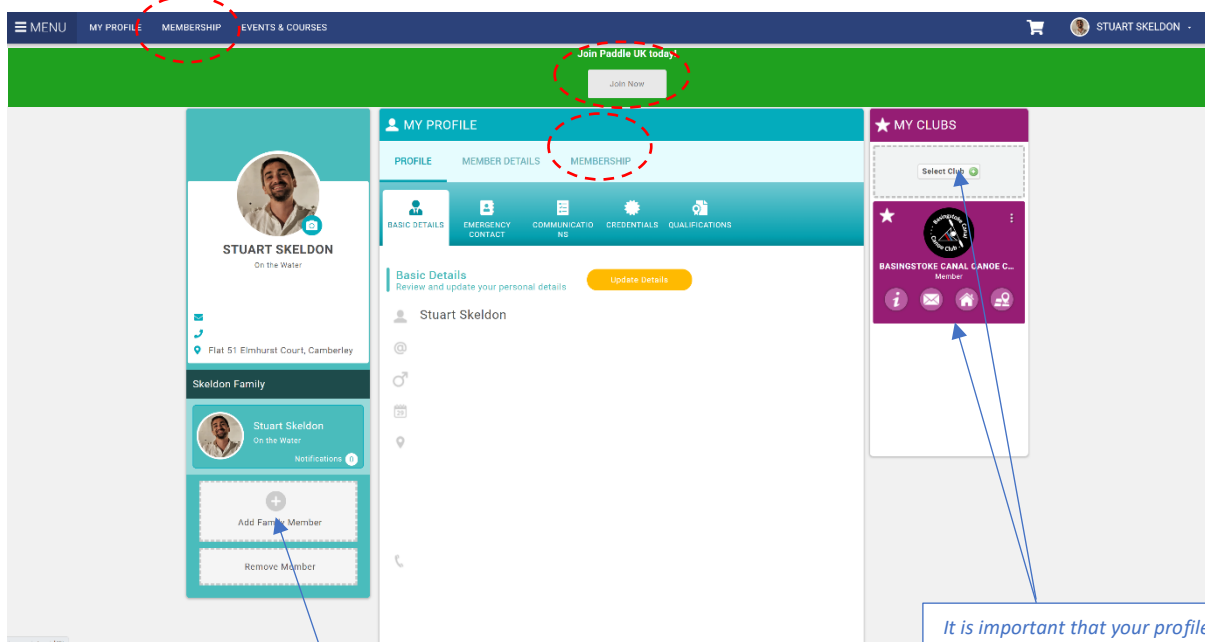 MENU MY PROFILE MEMBERSHIP EVENTS & COURSES STUART SKELDON
Join Paddle UK today!
Join Now
STUART SKELDON
On the Water
Flat 51 Elmhurst Court, Camberley
Skeldon Family
Stuart Skeldon
On the Water
Notifications 0
Add Family Member
Remove Member
MY PROFILE
PROFILE MEMBER DETAILS MEMBERSHIP
BASIC DETAILS
EMERGENCY
CONTACT
COMMUNICATIO
NS
CREDENTIALS
QUALIFICATIONS
Basic Details
Review and update your personal details
Update Details
Stuart Skeldon
MY CLUBS
Select Club
Basingstoke Canal
Canoe Club
BASINGSTOKE CANAL CANOE C...
Member
It is important that your profile